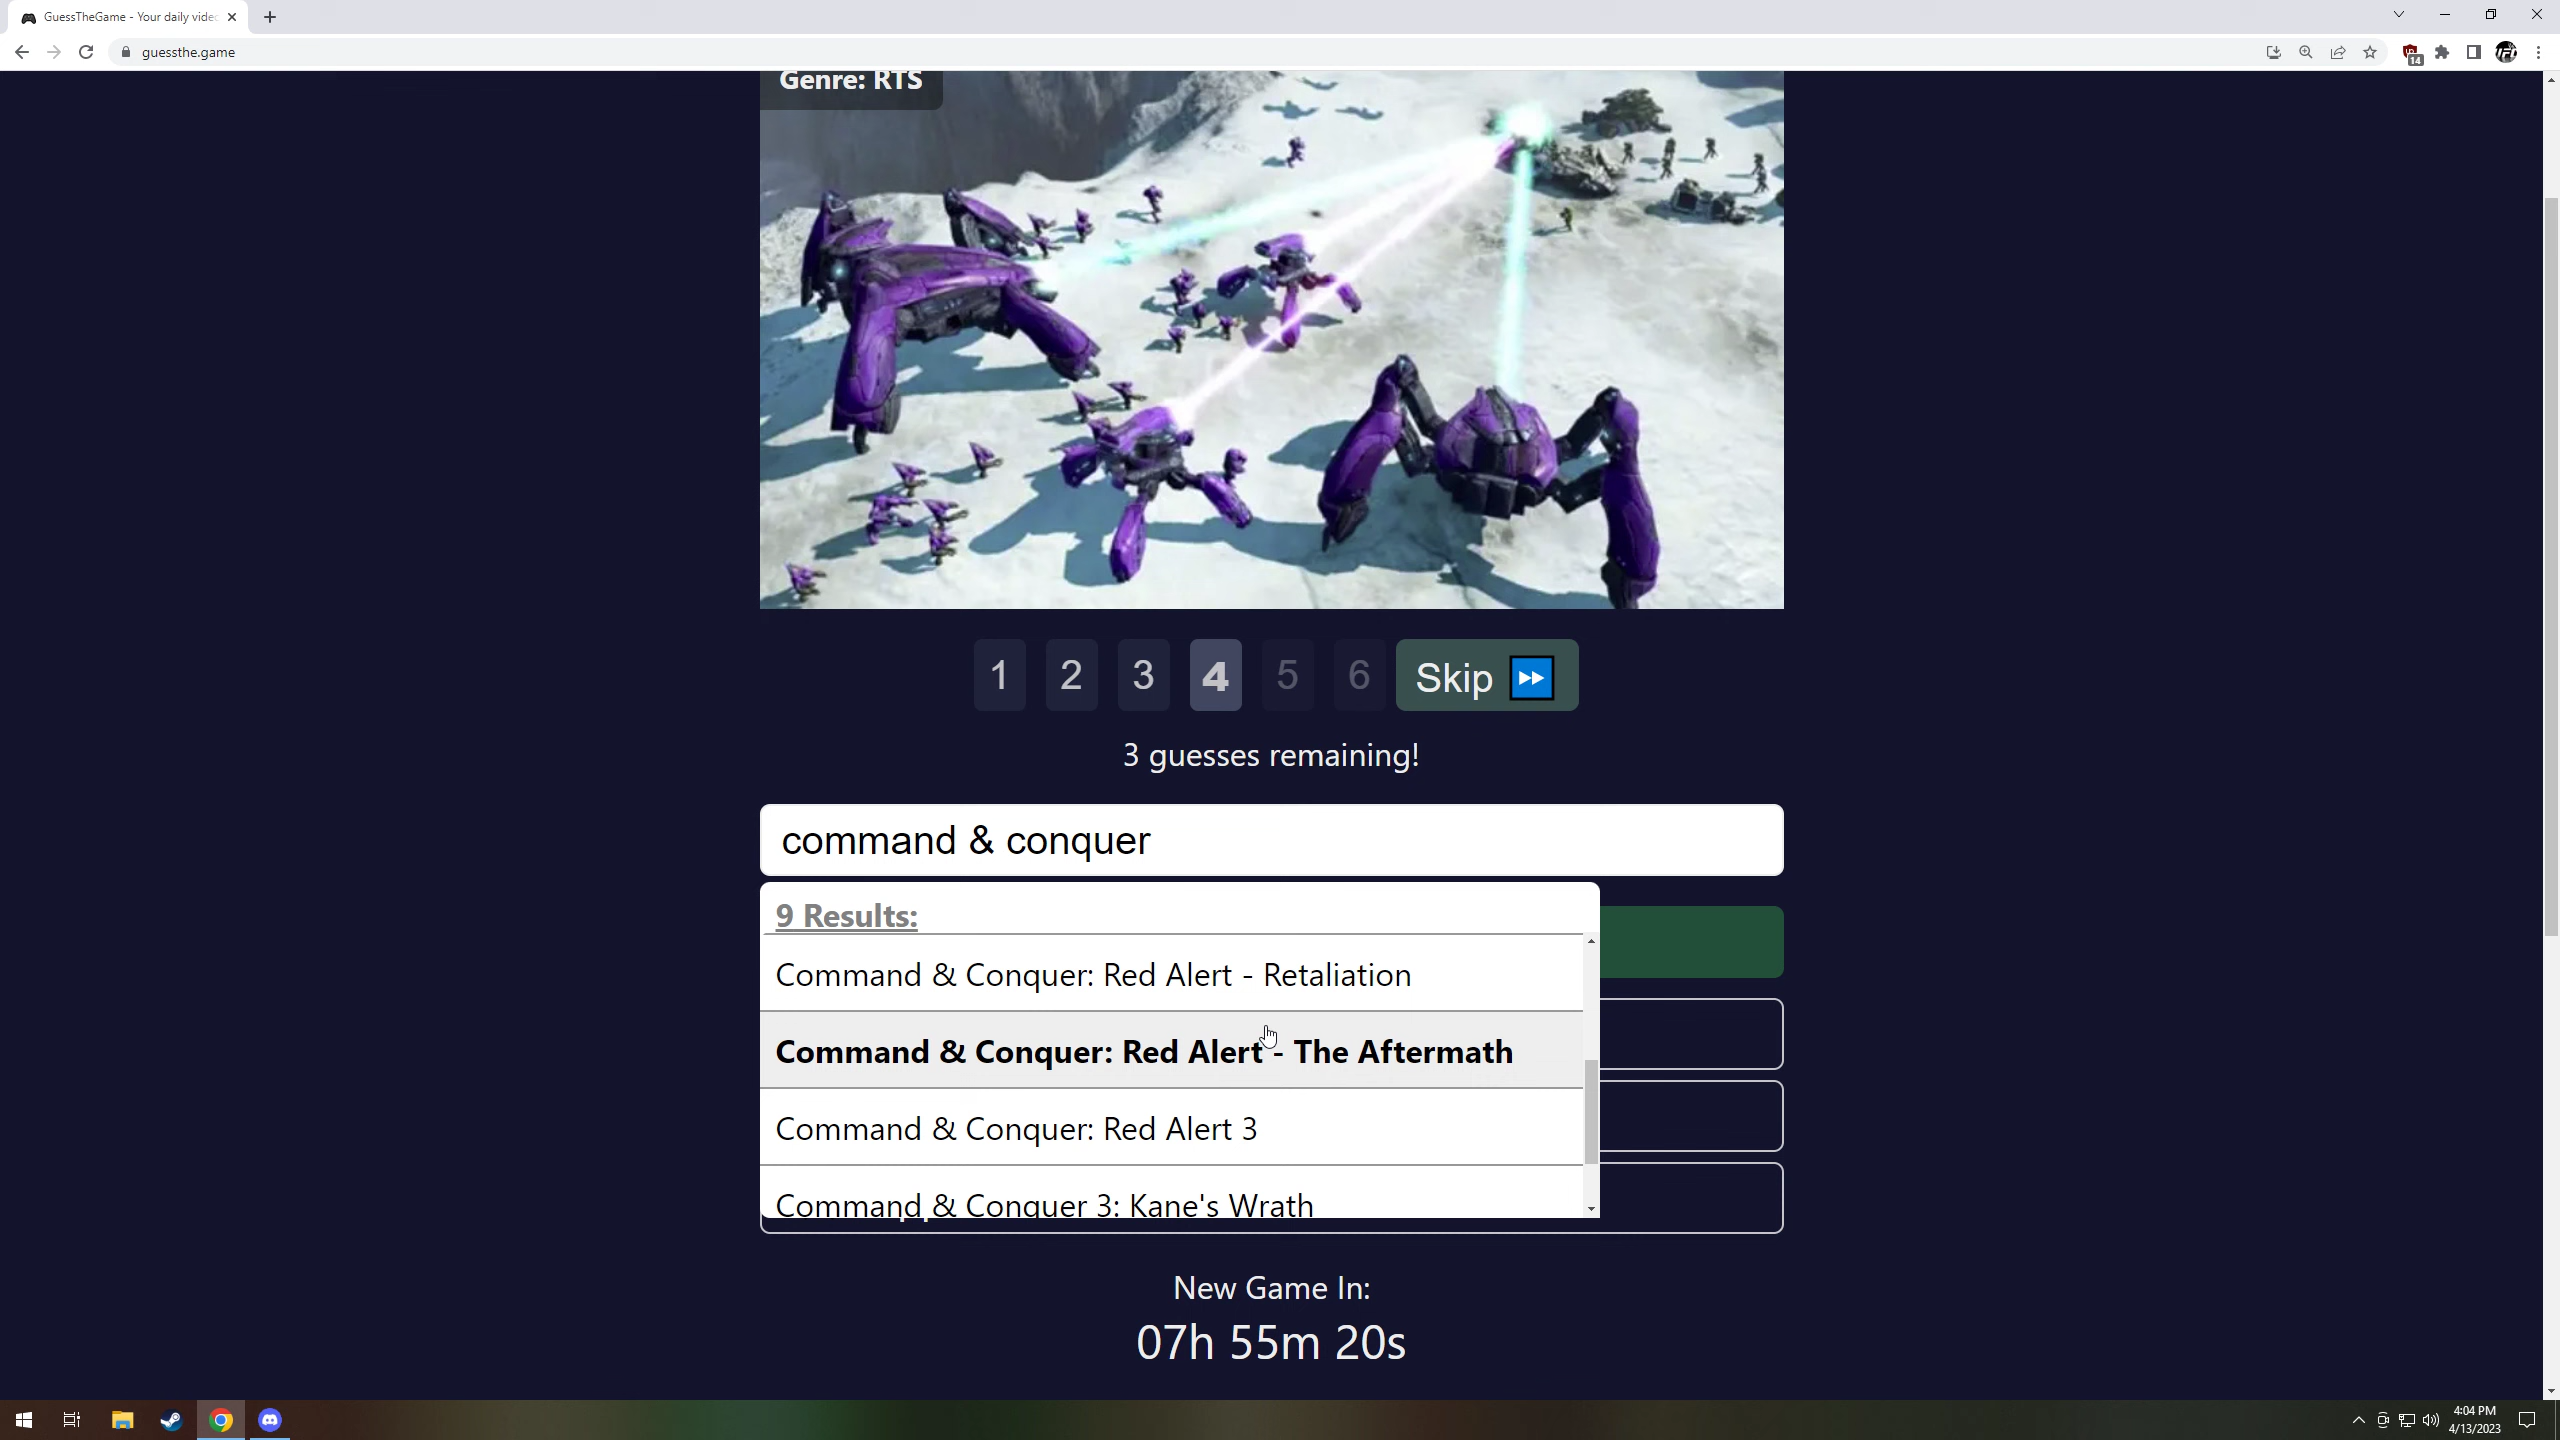 GuessTheGame - Your daily video
guessthe.game
14
Genre: RTS
1 2 3 4 5 6 Skip
3 guesses remaining!
command & conquer
9 Results:
Command & Conquer: Red Alert - Retaliation
Command & Conquer: Red Alert - The Aftermath
Command & Conquer: Red Alert 3
Command & Conquer 3: Kane's Wrath
New Game In:
07h 55m 20s
4:04 PM
4/13/2023